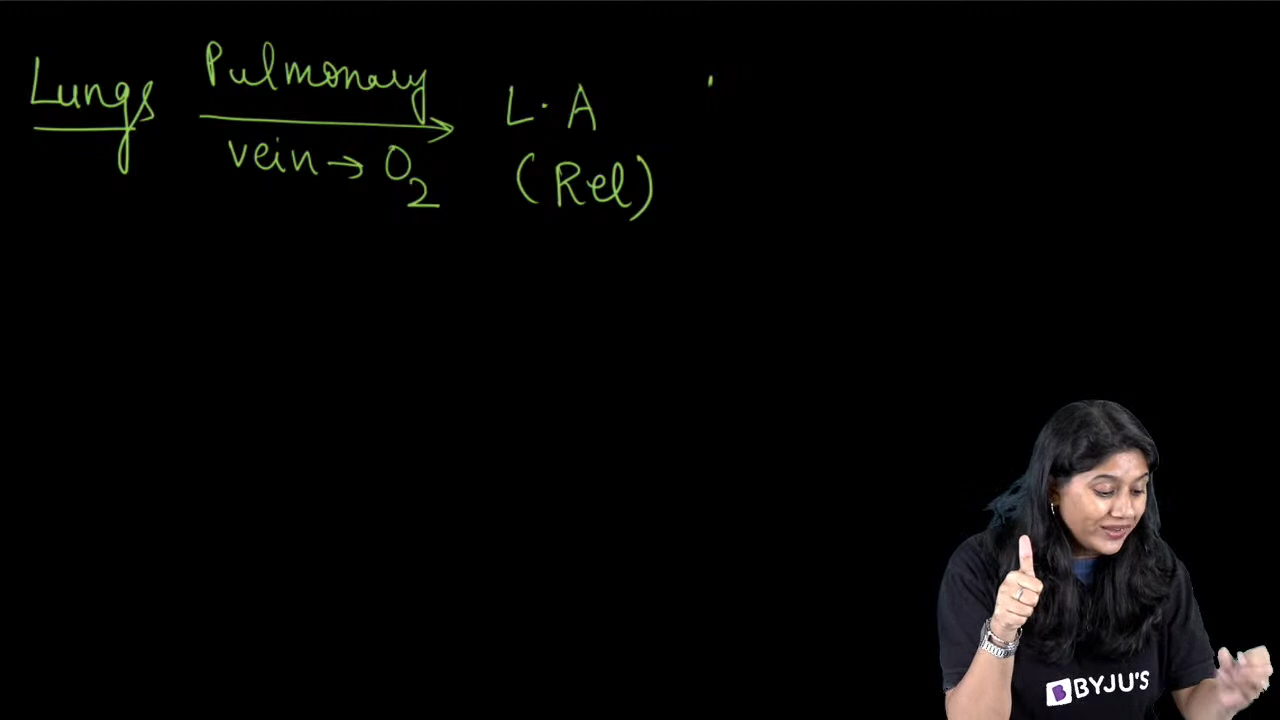 Lungs Pulmonary L.A
vein → O2 (Rel)
BYJU'S